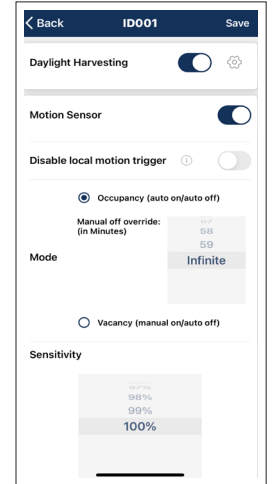 Back ID001 Save
Daylight Harvesting
Motion Sensor
Disable local motion trigger
Occupancy (auto on/auto off)
Manual off override:
(in Minutes)
58
59
Mode
Infinite
Vacancy (manual on/auto off)
Sensitivity
97%
98%
99%
100%